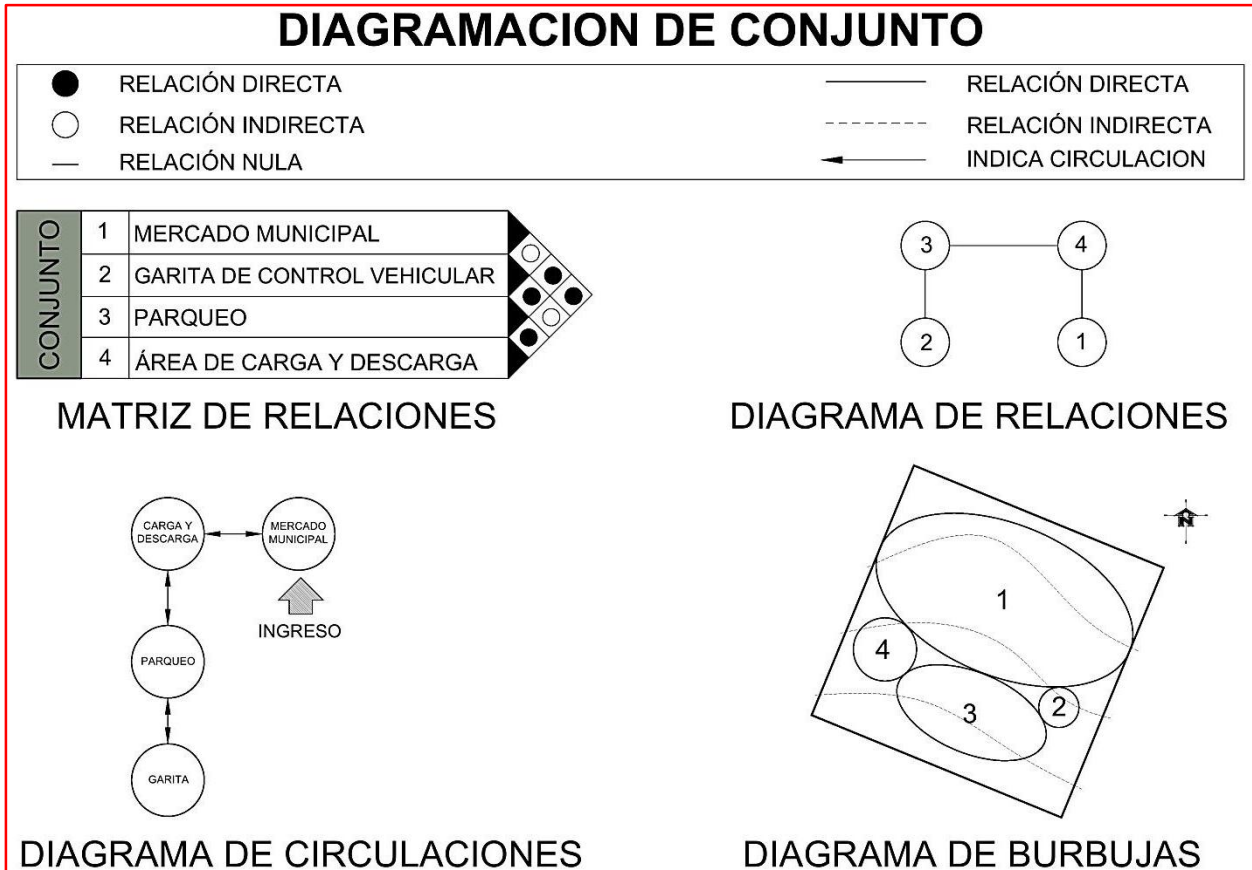 DIAGRAMACION DE CONJUNTO
RELACIÓN DIRECTA
RELACIÓN INDIRECTA
RELACIÓN NULA
RELACIÓN DIRECTA
RELACIÓN INDIRECTA
INDICA CIRCULACION
CONJUNTO
1 MERCADO MUNICIPAL
2 GARITA DE CONTROL VEHICULAR
3 PARQUEO
4 ÁREA DE CARGA Y DESCARGA
MATRIZ DE RELACIONES
3 4
2 1
DIAGRAMA DE RELACIONES
CARGA Y
DESCARGA
MERCADO
MUNICIPAL
INGRESO
PARQUEO
GARITA
DIAGRAMA DE CIRCULACIONES
N
1
4
2
3
DIAGRAMA DE BURBUJAS